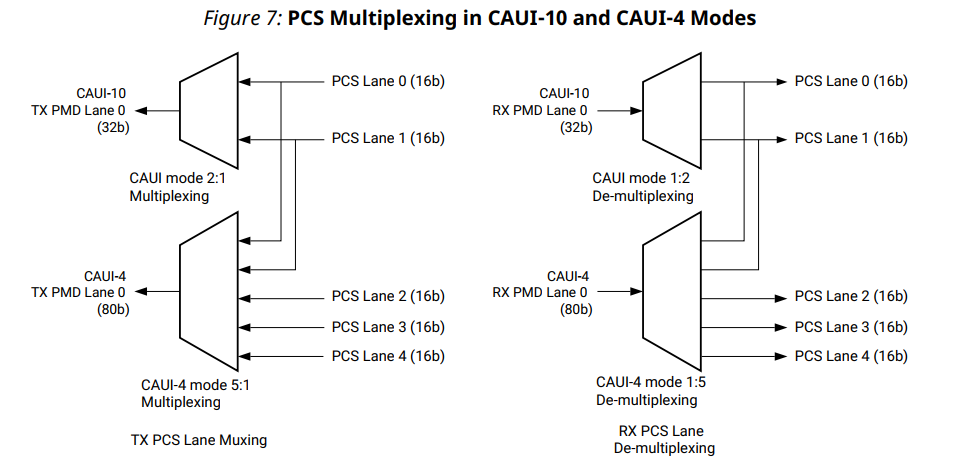 Figure 7: PCS Multiplexing in CAUI-10 and CAUI-4 Modes
CAUI-10
TX PMD Lane 0
(32b)
PCS Lane 0 (16b)
PCS Lane 1 (16b)
CAUI mode 2:1
Multiplexing
CAUI-4
TX PMD Lane 0
(80b)
PCS Lane 2 (16b)
PCS Lane 3 (16b)
PCS Lane 4 (16b)
CAUI-4 mode 5:1
Multiplexing
TX PCS Lane Muxing
CAUI-10
RX PMD Lane 0
(32b)
PCS Lane 0 (16b)
PCS Lane 1 (16b)
CAUI mode 1:2
De-multiplexing
CAUI-4
RX PMD Lane 0
(80b)
PCS Lane 2 (16b)
PCS Lane 3 (16b)
PCS Lane 4 (16b)
CAUI-4 mode 1:5
De-multiplexing
RX PCS Lane
De-multiplexing